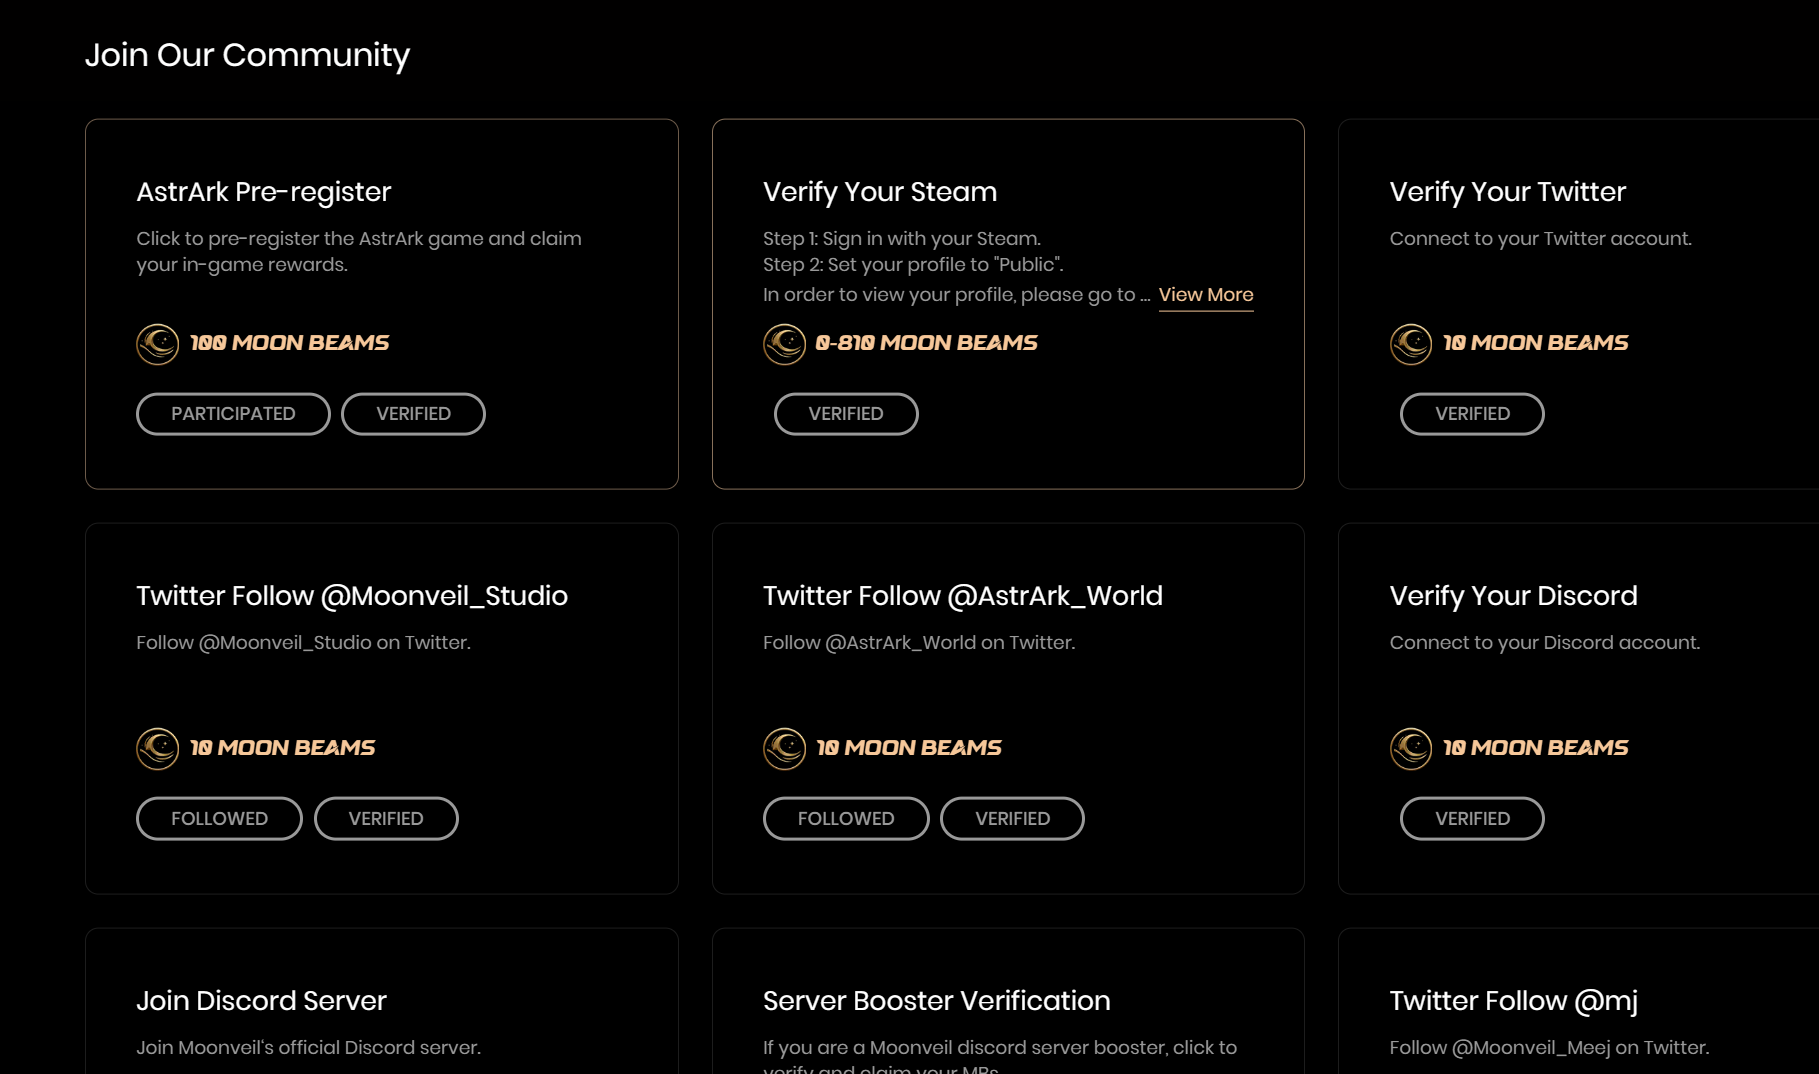 Join Our Community
AstrArk Pre-register
Click to pre-register the AstrArk game and claim
your in-game rewards.
100 MOON BEAMS
PARTICIPATED VERIFIED
Verify Your Steam
Step 1: Sign in with your Steam.
Step 2: Set your profile to "Public".
In order to view your profile, please go to ... View More
0-810 MOON BEAMS
VERIFIED
Verify Your Twitter
Connect to your Twitter account.
10 MOON BEAMS
VERIFIED
Twitter Follow @Moonveil_Studio
Follow @Moonveil_Studio on Twitter.
10 MOON BEAMS
FOLLOWED VERIFIED
Twitter Follow @AstrArk_World
Follow @AstrArk_World on Twitter.
10 MOON BEAMS
FOLLOWED VERIFIED
Verify Your Discord
Connect to your Discord account.
10 MOON BEAMS
VERIFIED
Join Discord Server
Join Moonveil's official Discord server.
Server Booster Verification
If you are a Moonveil discord server booster, click to
verify and claim your MBs.
Twitter Follow @mj
Follow @Moonveil_Meej on Twitter.